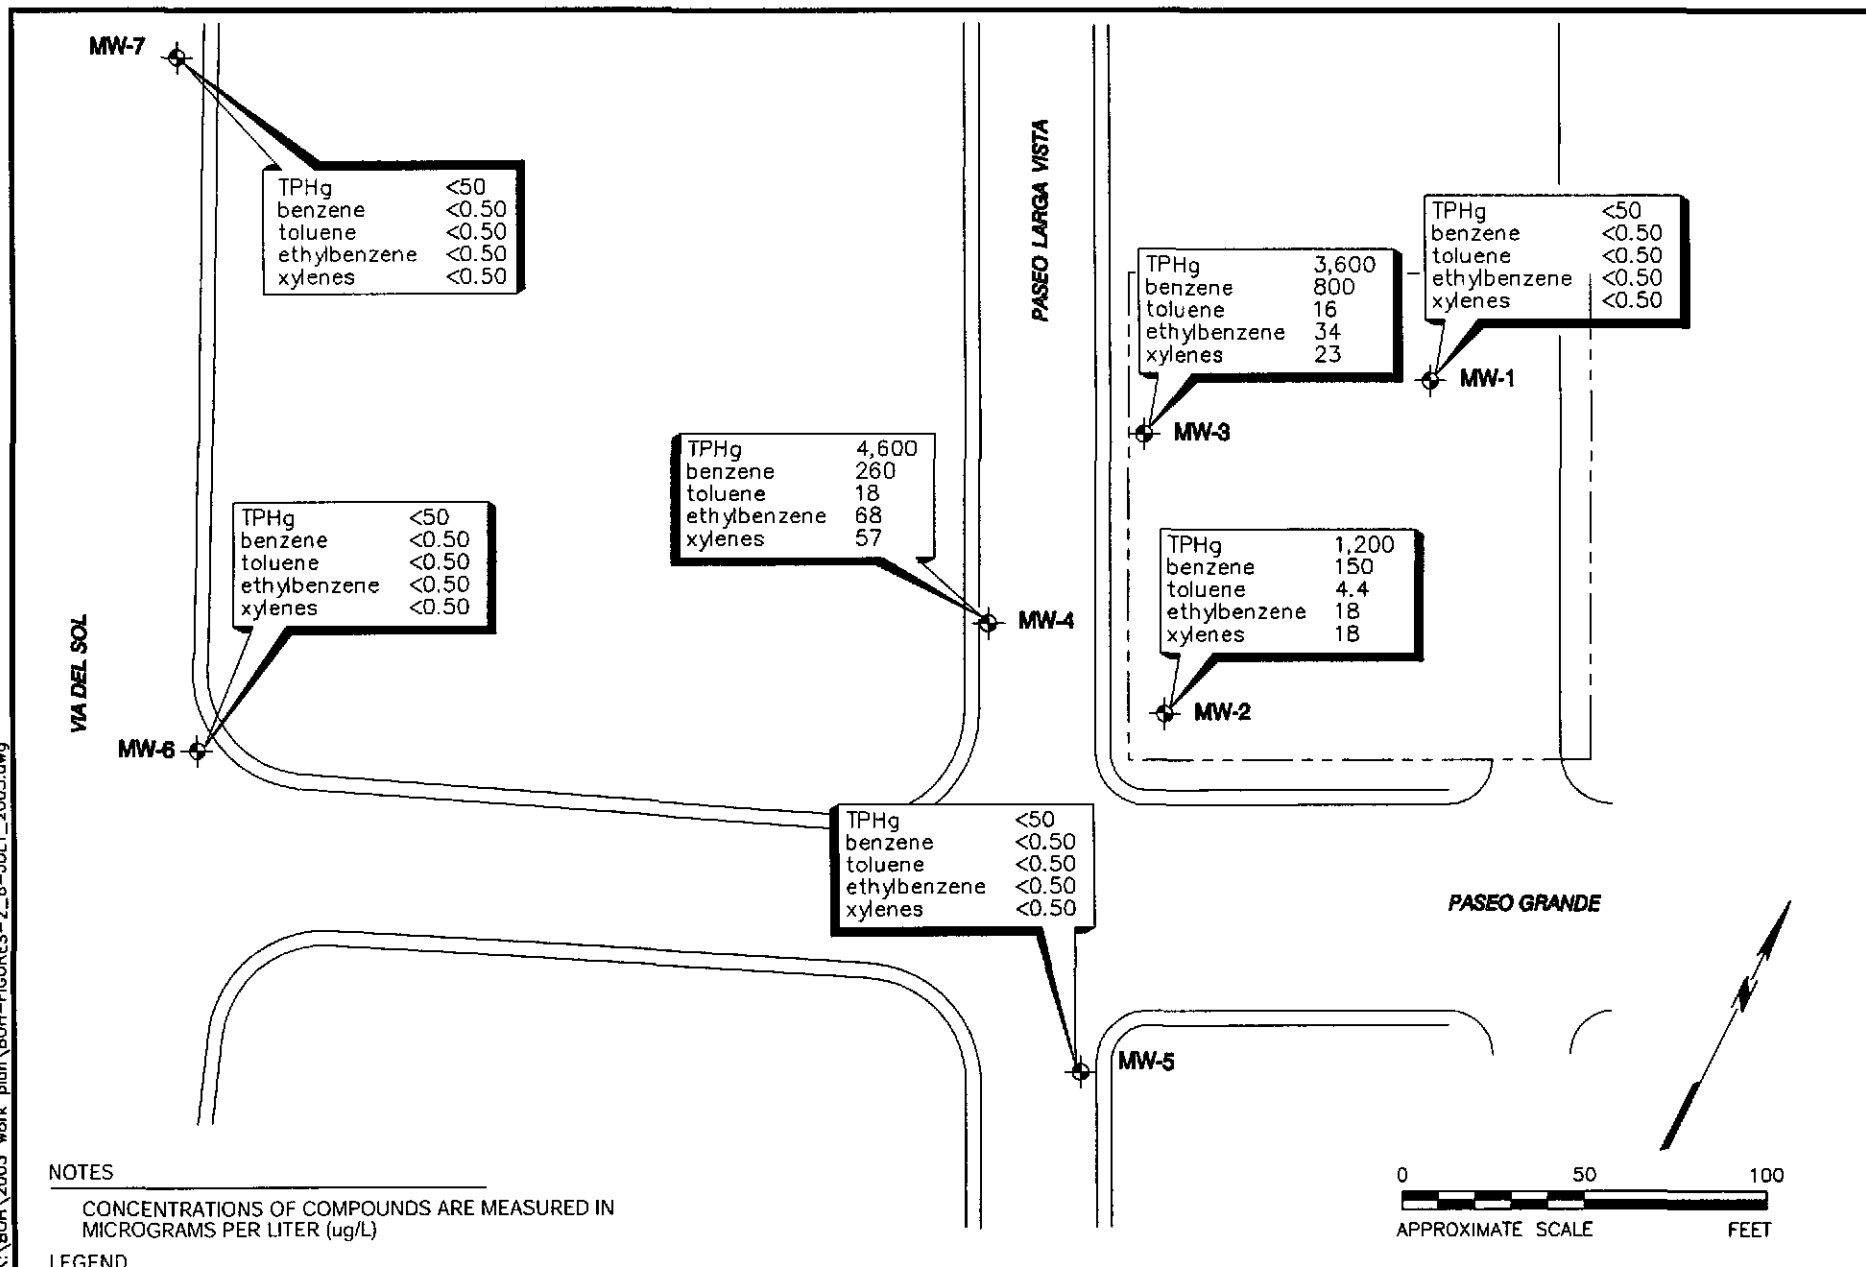 MW-7
TPHg <50
benzene <0.50
toluene <0.50
ethylbenzene <0.50
xylenes <0.50
PASEO LARGA VISTA
TPHg <50
benzene <0.50
toluene <0.50
ethylbenzene <0.50
xylenes <0.50
MW-1
TPHg 3,600
benzene 800
toluene 16
ethylbenzene 34
xylenes 23
MW-3
TPHg 4,600
benzene 260
toluene 18
ethylbenzene 68
xylenes 57
MW-4
TPHg <50
benzene <0.50
toluene <0.50
ethylbenzene <0.50
xylenes <0.50
MW-6
VIA DEL SOL
TPHg 1,200
benzene 150
toluene 4.4
ethylbenzene 18
xylenes 18
MW-2
TPHg <50
benzene <0.50
toluene <0.50
ethylbenzene <0.50
xylenes <0.50
MW-5
PASEO GRANDE
NOTES
CONCENTRATIONS OF COMPOUNDS ARE MEASURED IN
MICROGRAMS PER LITER (ug/L)
LEGEND
0 50 100
APPROXIMATE SCALE FEET